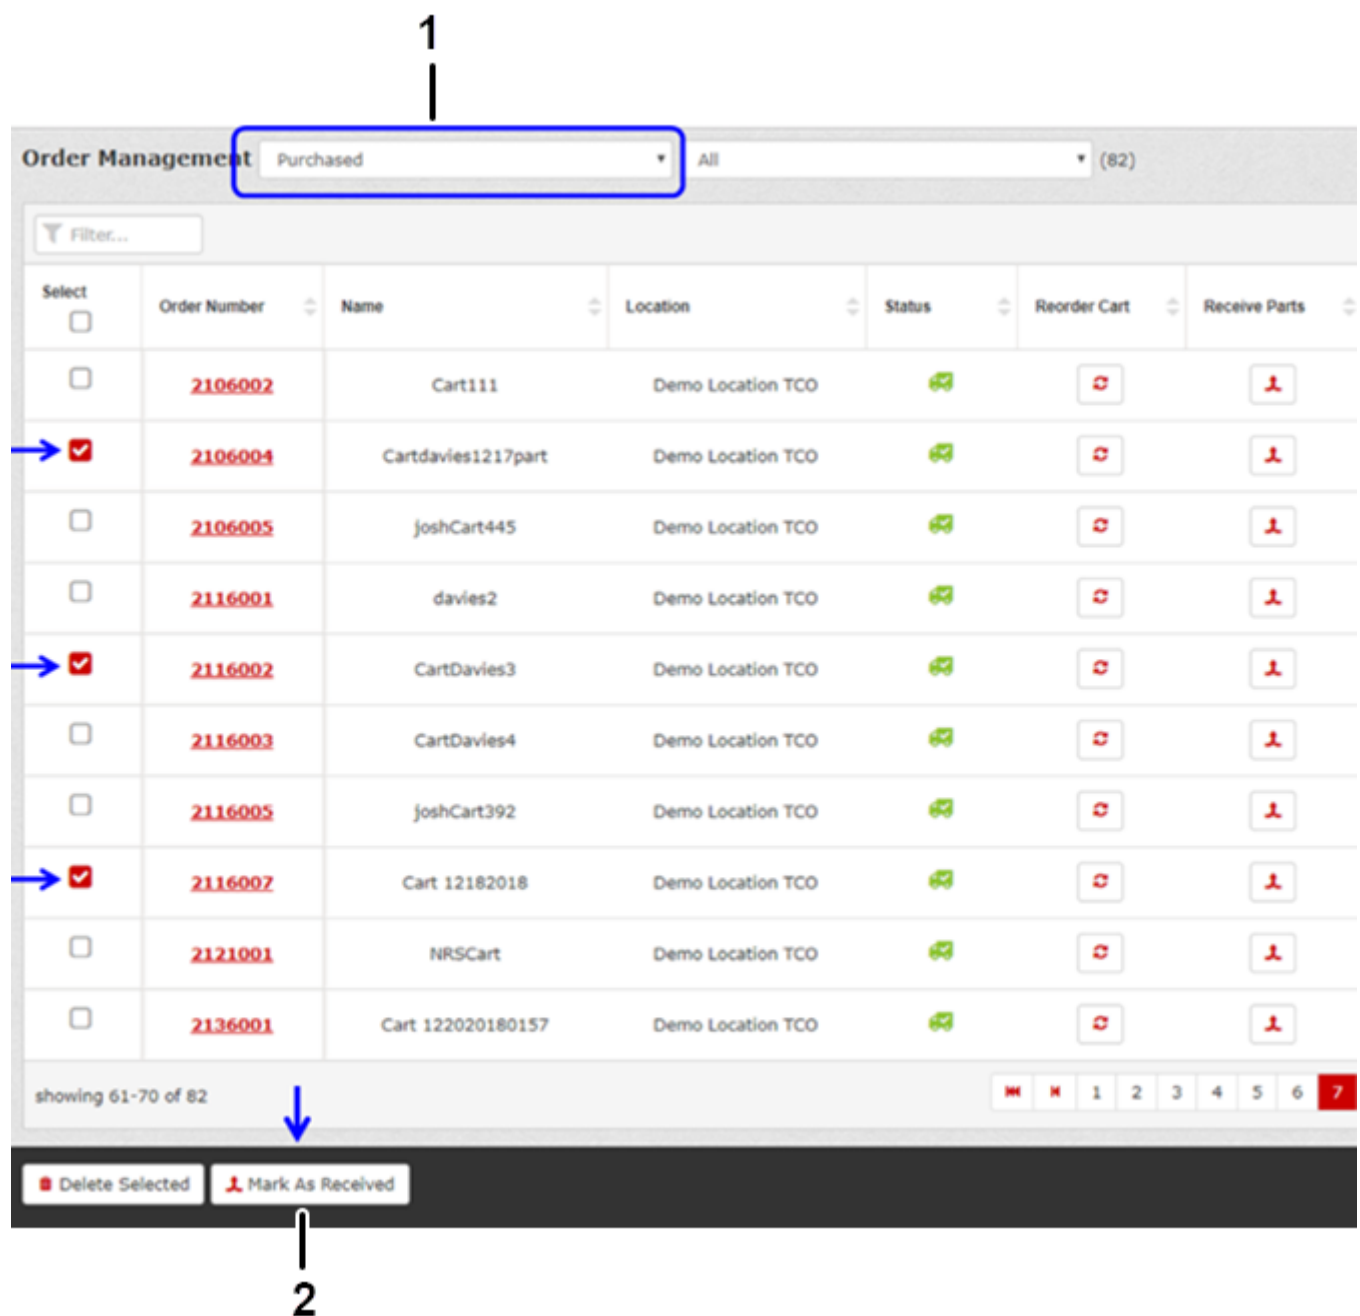 1
Order Management Purchased All (82)
Filter...
Select Order Number Name Location Status Reorder Cart Receive Parts
2106002 Cart111 Demo Location TCO
2106004 Cartdavies1217part Demo Location TCO
2106005 joshCart445 Demo Location TCO
2116001 davies2 Demo Location TCO
2116002 CartDavies3 Demo Location TCO
2116003 CartDavies4 Demo Location TCO
2116005 joshCart392 Demo Location TCO
2116007 Cart 12182018 Demo Location TCO
2121001 NRSCart Demo Location TCO
2136001 Cart 122020180157 Demo Location TCO
showing 61-70 of 82 1 2 3 4 5 6 7
Delete Selected Mark As Received
2